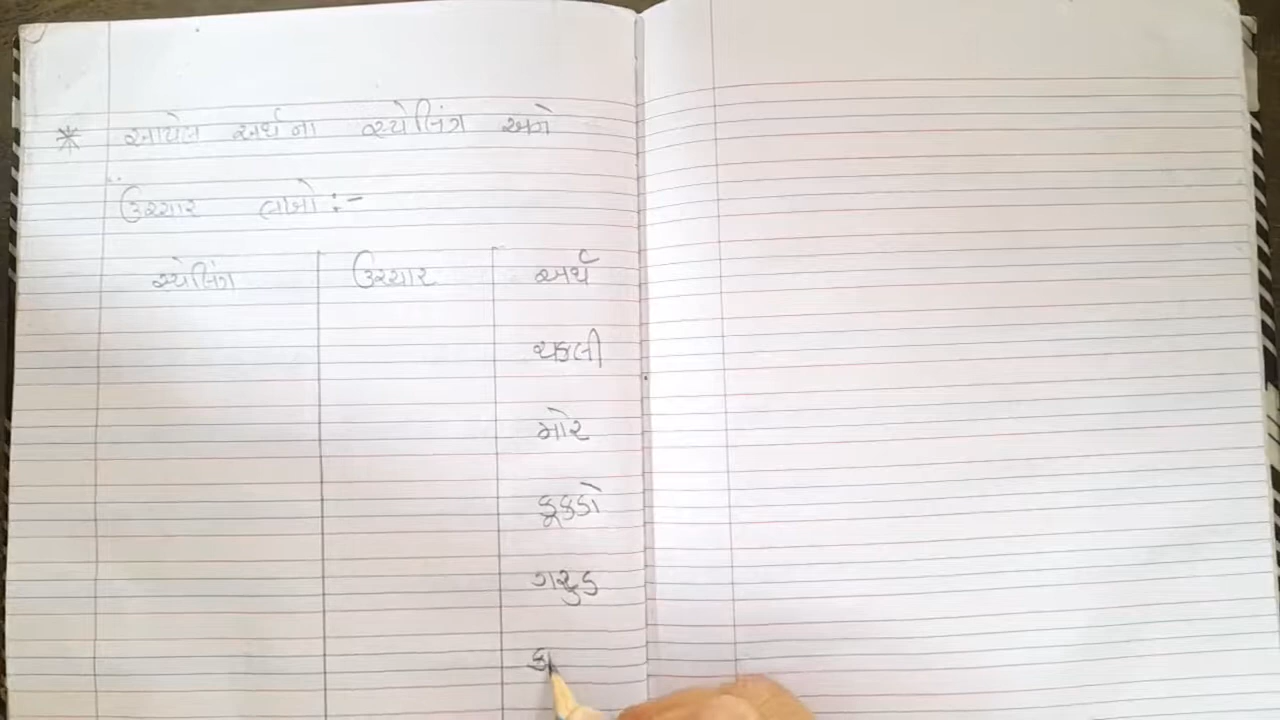 * આપેલ અર્થના સ્પેલિંગ અને
ઉચ્ચાર લખો :-
સ્પેલિંગ ઉચ્ચાર અર્થ
ચકલી
મોર
કૂકડો
ગરુડ
ક